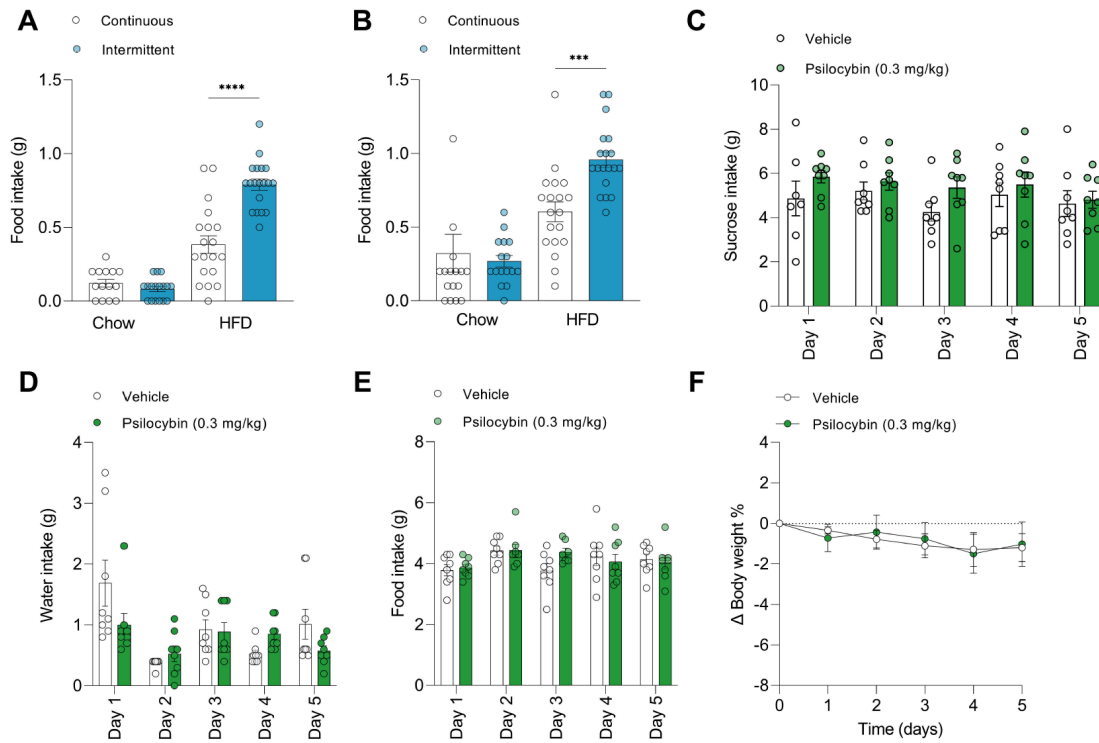 A
Continuous
Intermittent
Food intake (g)
1.5
1.0
0.5
0.0
****
Chow
HFD
B
Continuous
Intermittent
Food intake (g)
1.5
1.0
0.5
0.0
***
Chow
HFD
C
Vehicle
Psilocybin (0.3 mg/kg)
Sucrose intake (g)
10
8
6
4
2
0
Day 1
Day 2
Day 3
Day 4
Day 5
D
Vehicle
Psilocybin (0.3 mg/kg)
Water intake (g)
4
3
2
1
0
Day 1
Day 2
Day 3
Day 4
Day 5
E
Vehicle
Psilocybin (0.3 mg/kg)
Food intake (g)
8
6
4
2
0
Day 1
Day 2
Day 3
Day 4
Day 5
F
Vehicle
Psilocybin (0.3 mg/kg)
Δ Body weight %
4
2
0
-2
-4
-6
-8
0 1 2 3 4 5
Time (days)